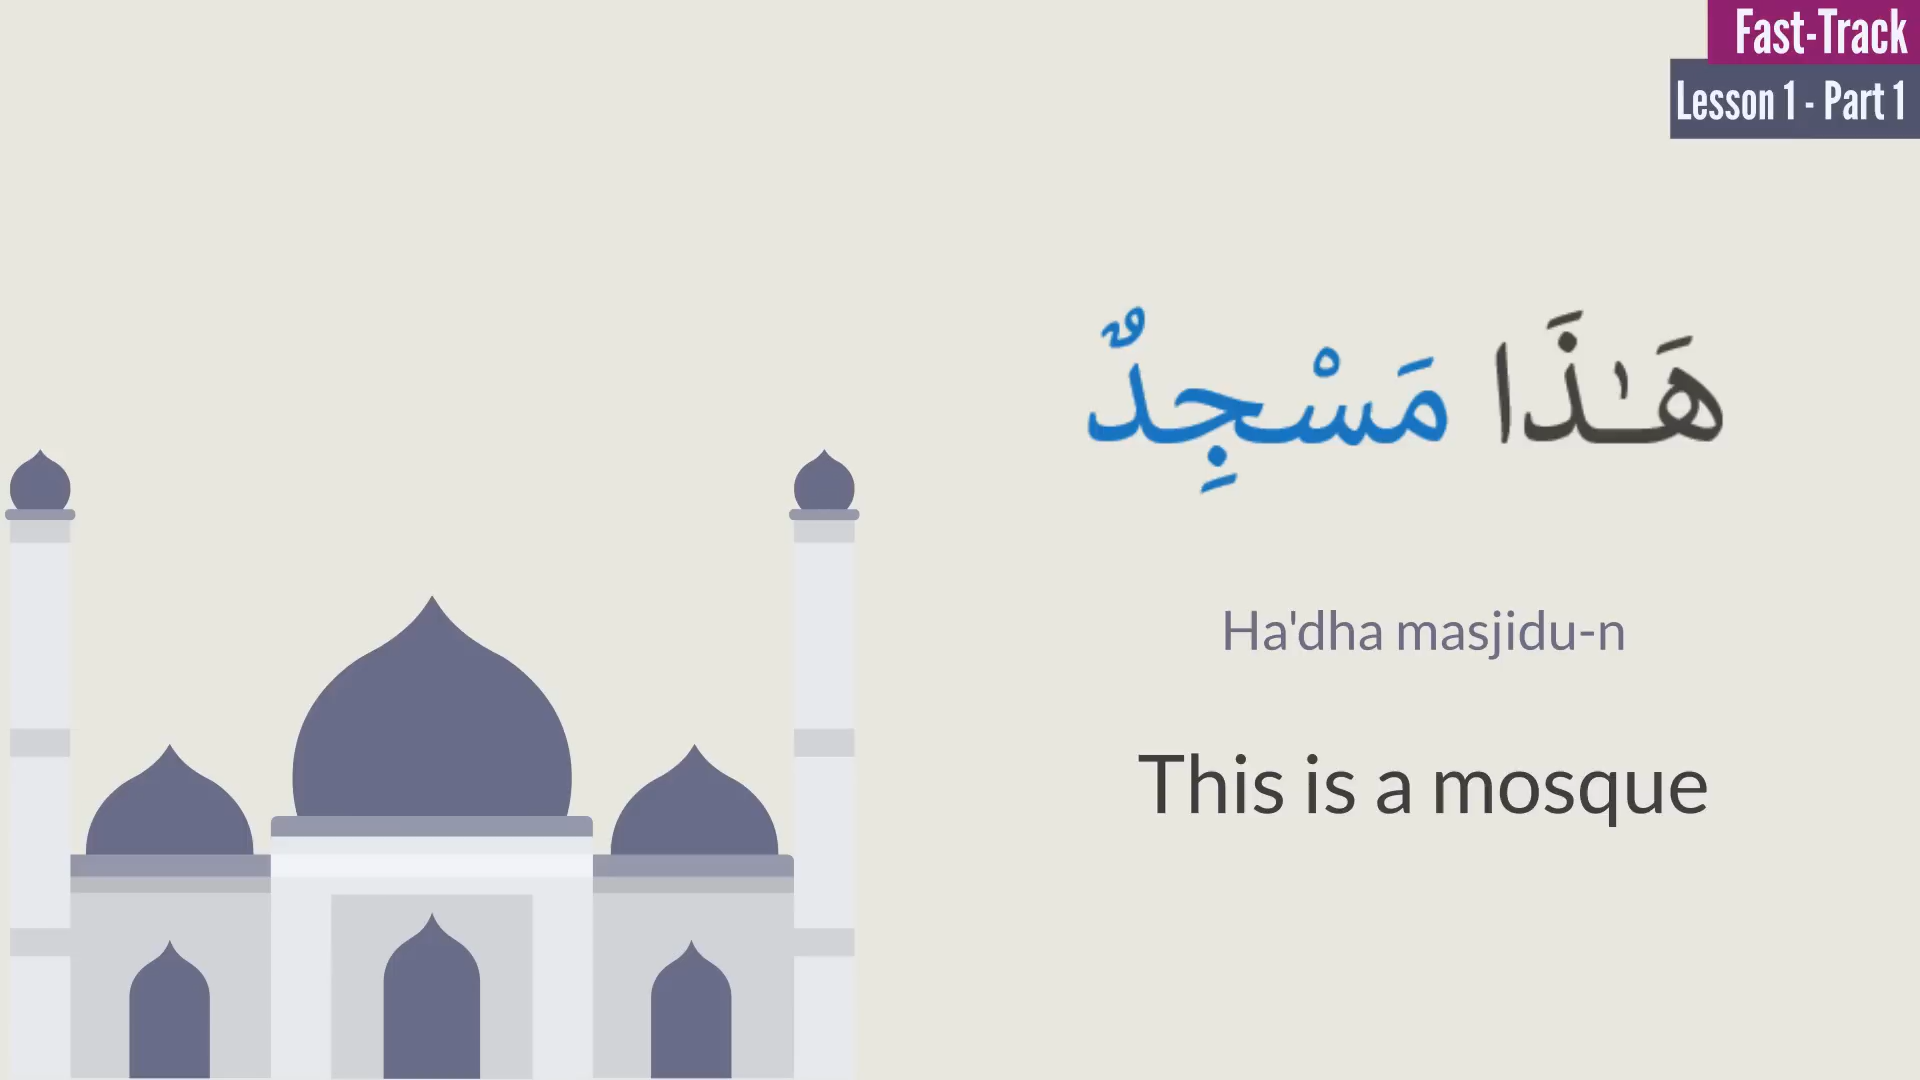 Fast-Track
Lesson 1 - Part 1
هَـٰذَا مَسْجِدٌ
Ha'dha masjidu-n
This is a mosque